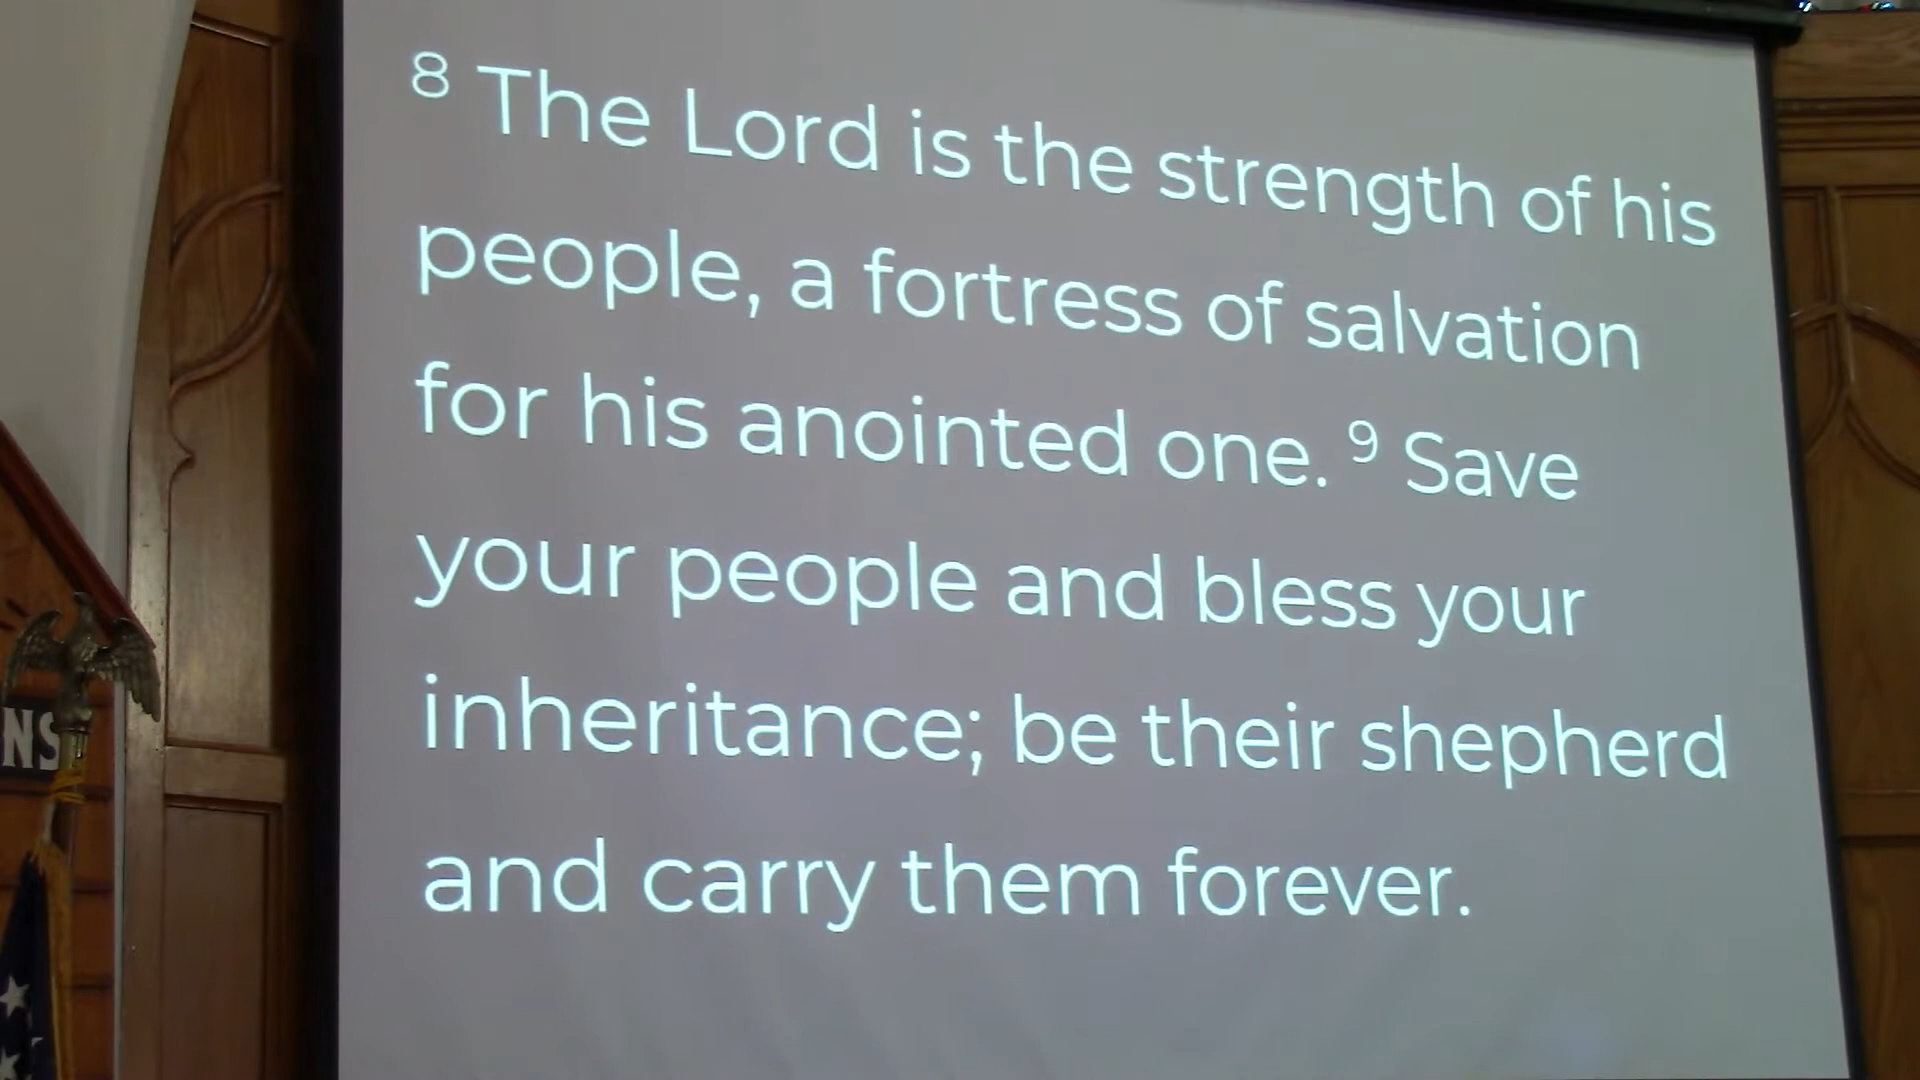 8 The Lord is the strength of his
people, a fortress of salvation
for his anointed one. 9 Save
your people and bless your
inheritance; be their shepherd
and carry them forever.
NS